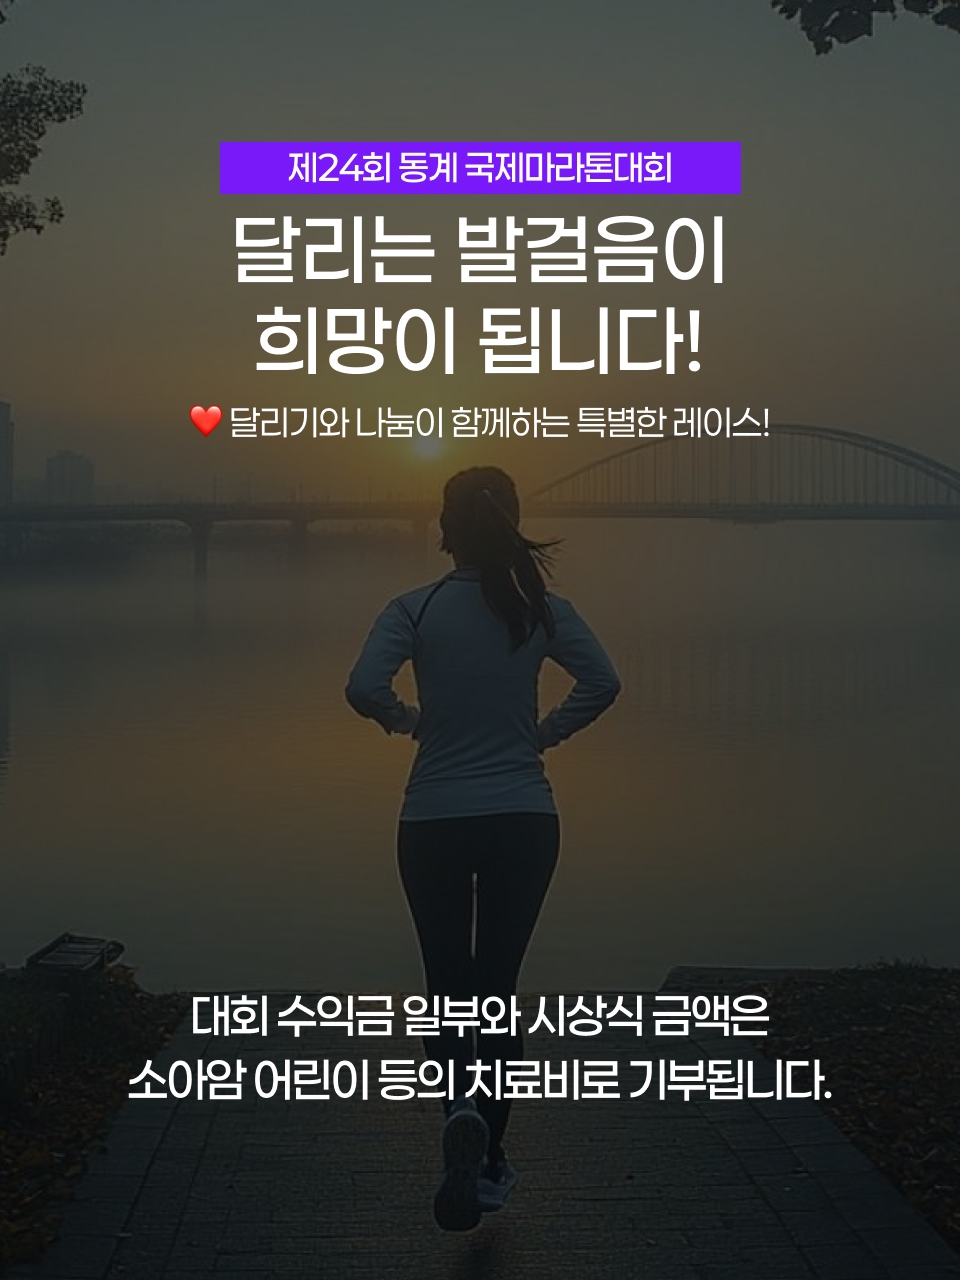 제24회 동계 국제마라톤대회
달리는 발걸음이
희망이 됩니다!
❤️ 달리기와 나눔이 함께하는 특별한 레이스!
대회 수익금 일부와 시상식 금액은
소아암 어린이 등의 치료비로 기부됩니다.